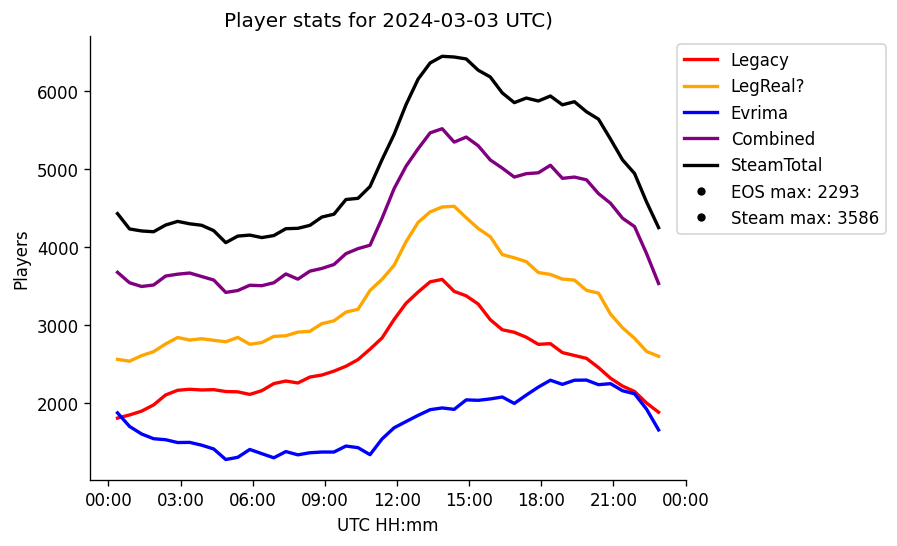 Player stats for 2024-03-03 UTC)
Legacy
LegReal?
Evrima
Combined
SteamTotal
EOS max: 2293
Steam max: 3586
Players
6000
5000
4000
3000
2000
00:00 03:00 06:00 09:00 12:00 15:00 18:00 21:00 00:00
UTC HH:mm